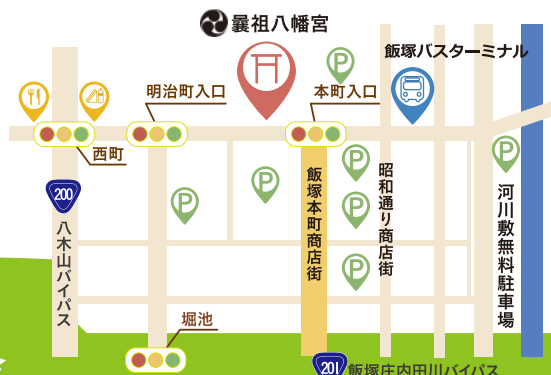 曩祖八幡宮
飯塚バスターミナル
P
明治町入口
本町入口
西町
P
P
P
P
P
P
200
八木山バイパス
飯塚本町商店街
昭和通り商店街
河川敷無料駐車場
堀池
201
飯塚庄内田川バイパス